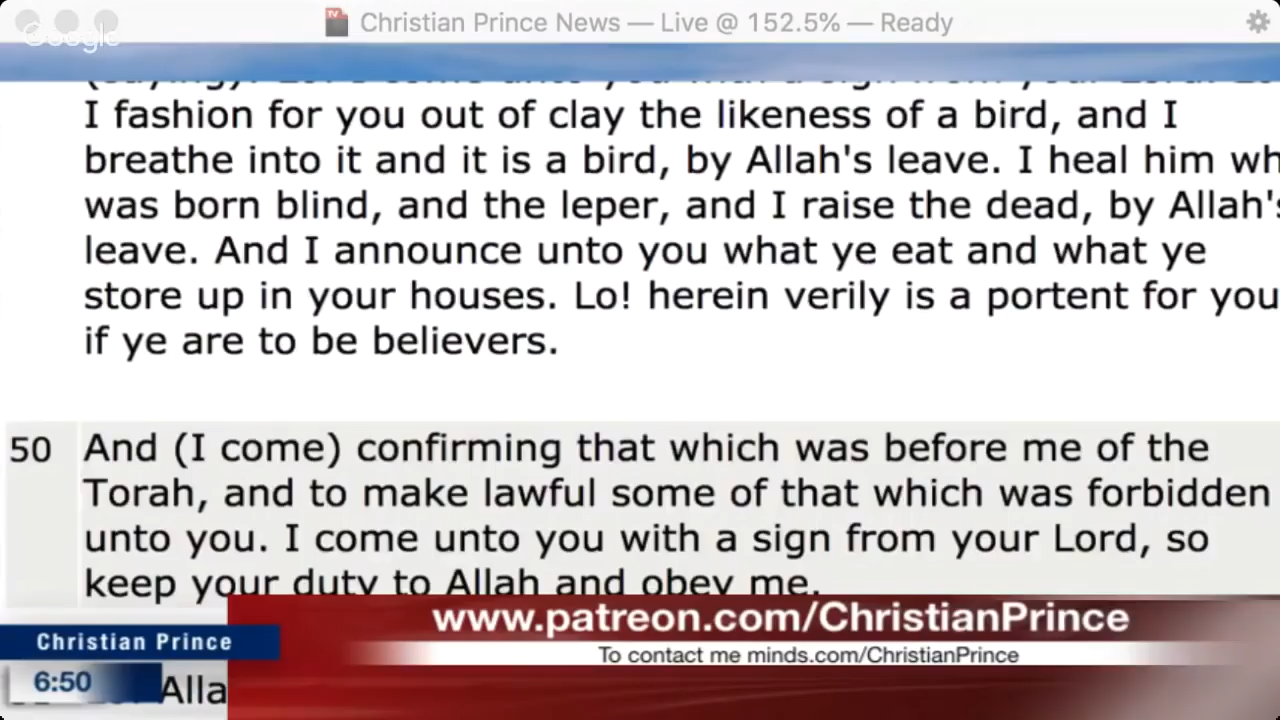 Christian Prince News — Live @ 152.5% — Ready
Google
I fashion for you out of clay the likeness of a bird, and I
breathe into it and it is a bird, by Allah's leave. I heal him wh
was born blind, and the leper, and I raise the dead, by Allah's
leave. And I announce unto you what ye eat and what ye
store up in your houses. Lo! herein verily is a portent for you
if ye are to be believers.
50 And (I come) confirming that which was before me of the
Torah, and to make lawful some of that which was forbidden
unto you. I come unto you with a sign from your Lord, so
keep your duty to Allah and obey me.
www.patreon.com/ChristianPrince
Christian Prince
To contact me minds.com/ChristianPrince
6:50
Alla